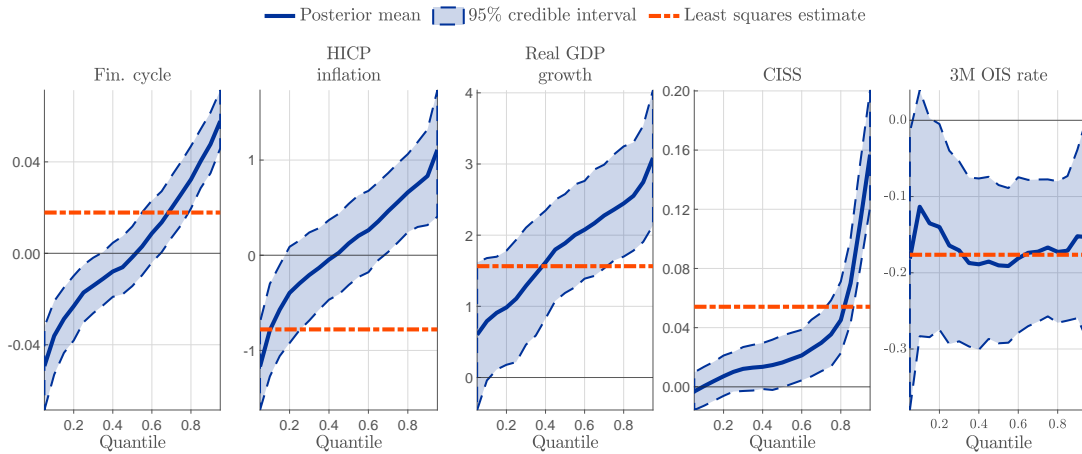 Posterior mean 95% credible interval Least squares estimate
Fin. cycle
HICP
inflation
Real GDP
growth
CISS
3M OIS rate
0.04
0.00
-0.04
0.2 0.4 0.6 0.8
Quantile
1
0
-1
0.2 0.4 0.6 0.8
Quantile
4
3
2
1
0
0.2 0.4 0.6 0.8
Quantile
0.20
0.16
0.12
0.08
0.04
0.00
0.2 0.4 0.6 0.8
Quantile
0.0
-0.1
-0.2
-0.3
0.2 0.4 0.6 0.8
Quantile